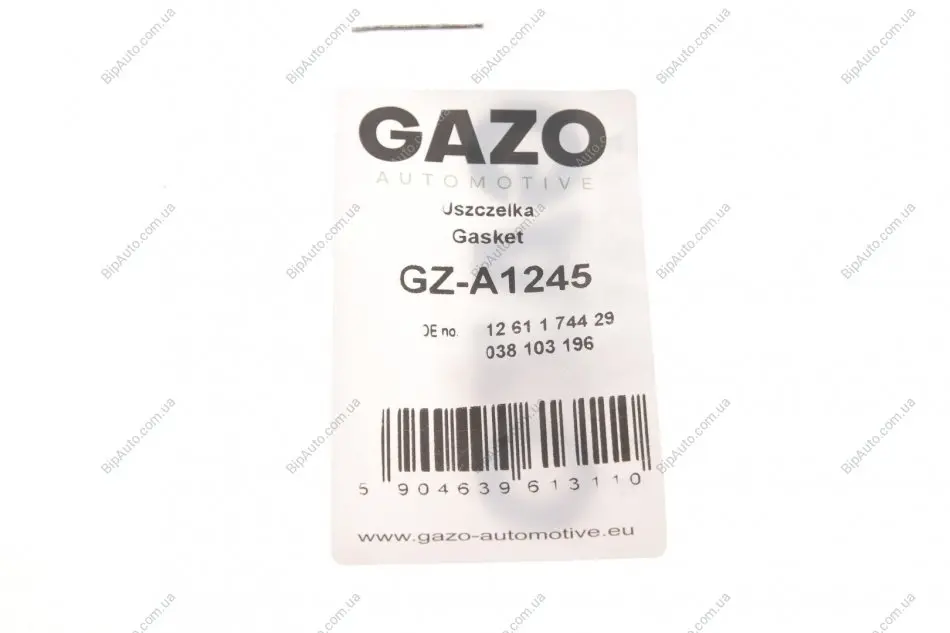 GAZO
AUTOMOTIVE
Uszczelka
Gasket
GZ-A1245
OE no. 12 61 1 744 29
038 103 196
5 904639 613110
www.gazo-automotive.eu
BipAuto.com.ua